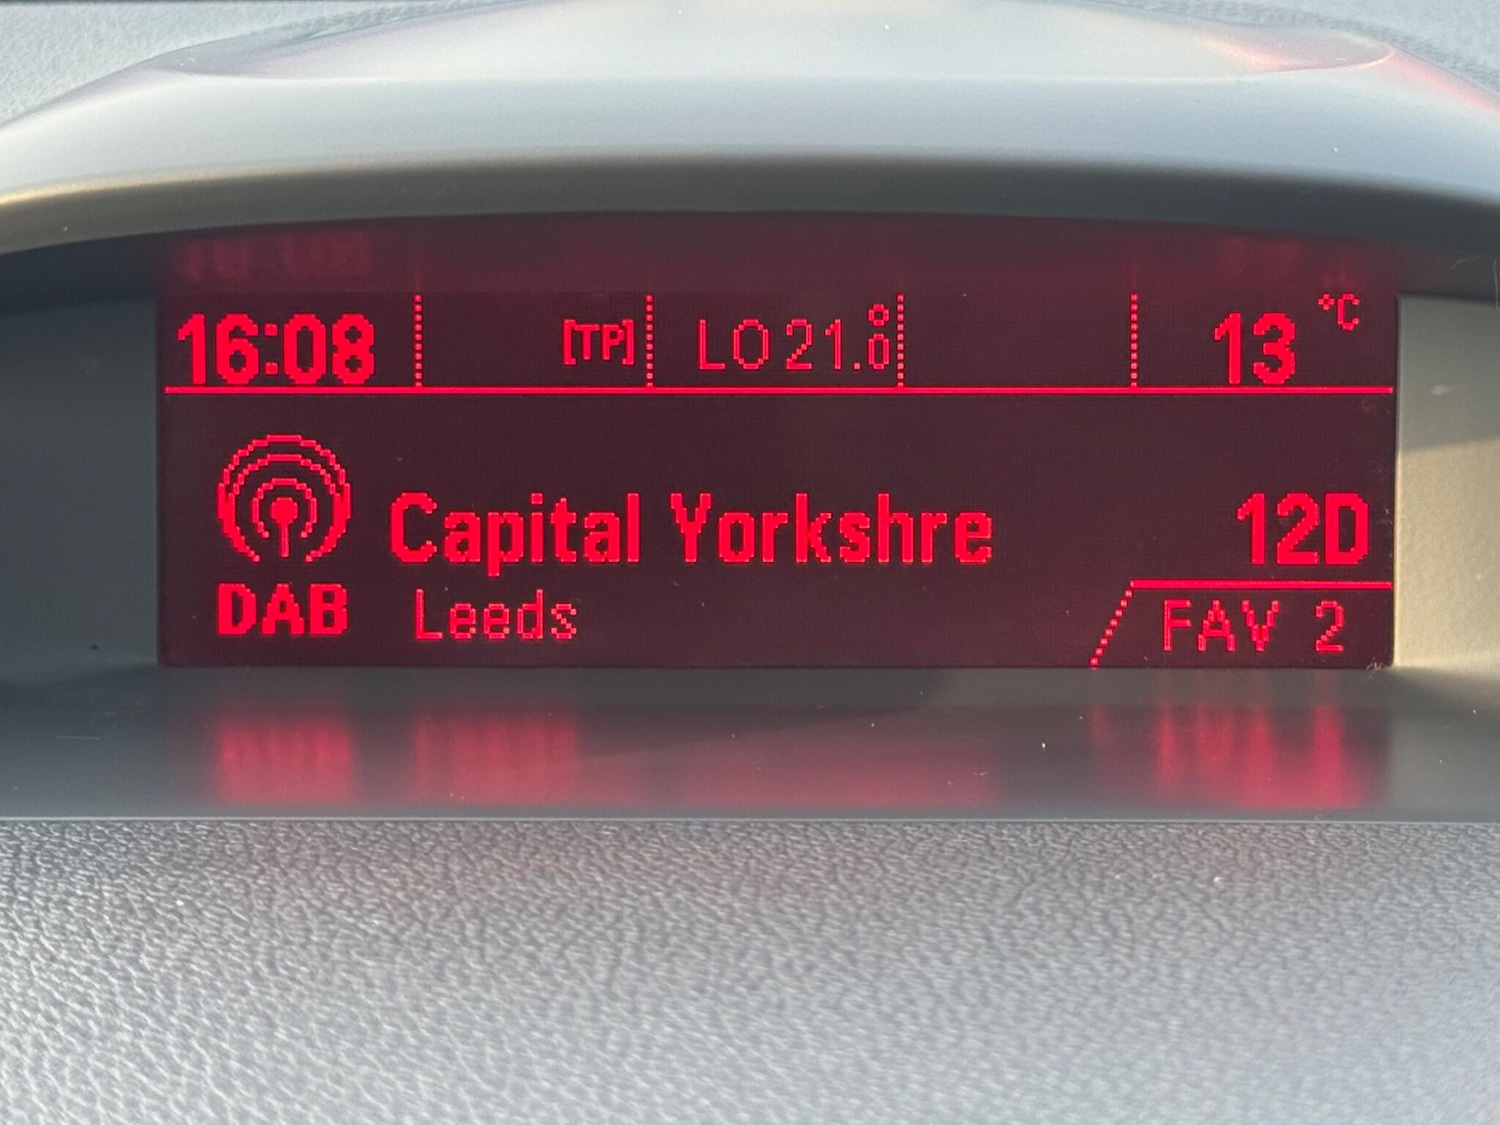 16:08 [TP] LO 21.0° 13 °C
Capital Yorkshre 12D
DAB Leeds FAV 2